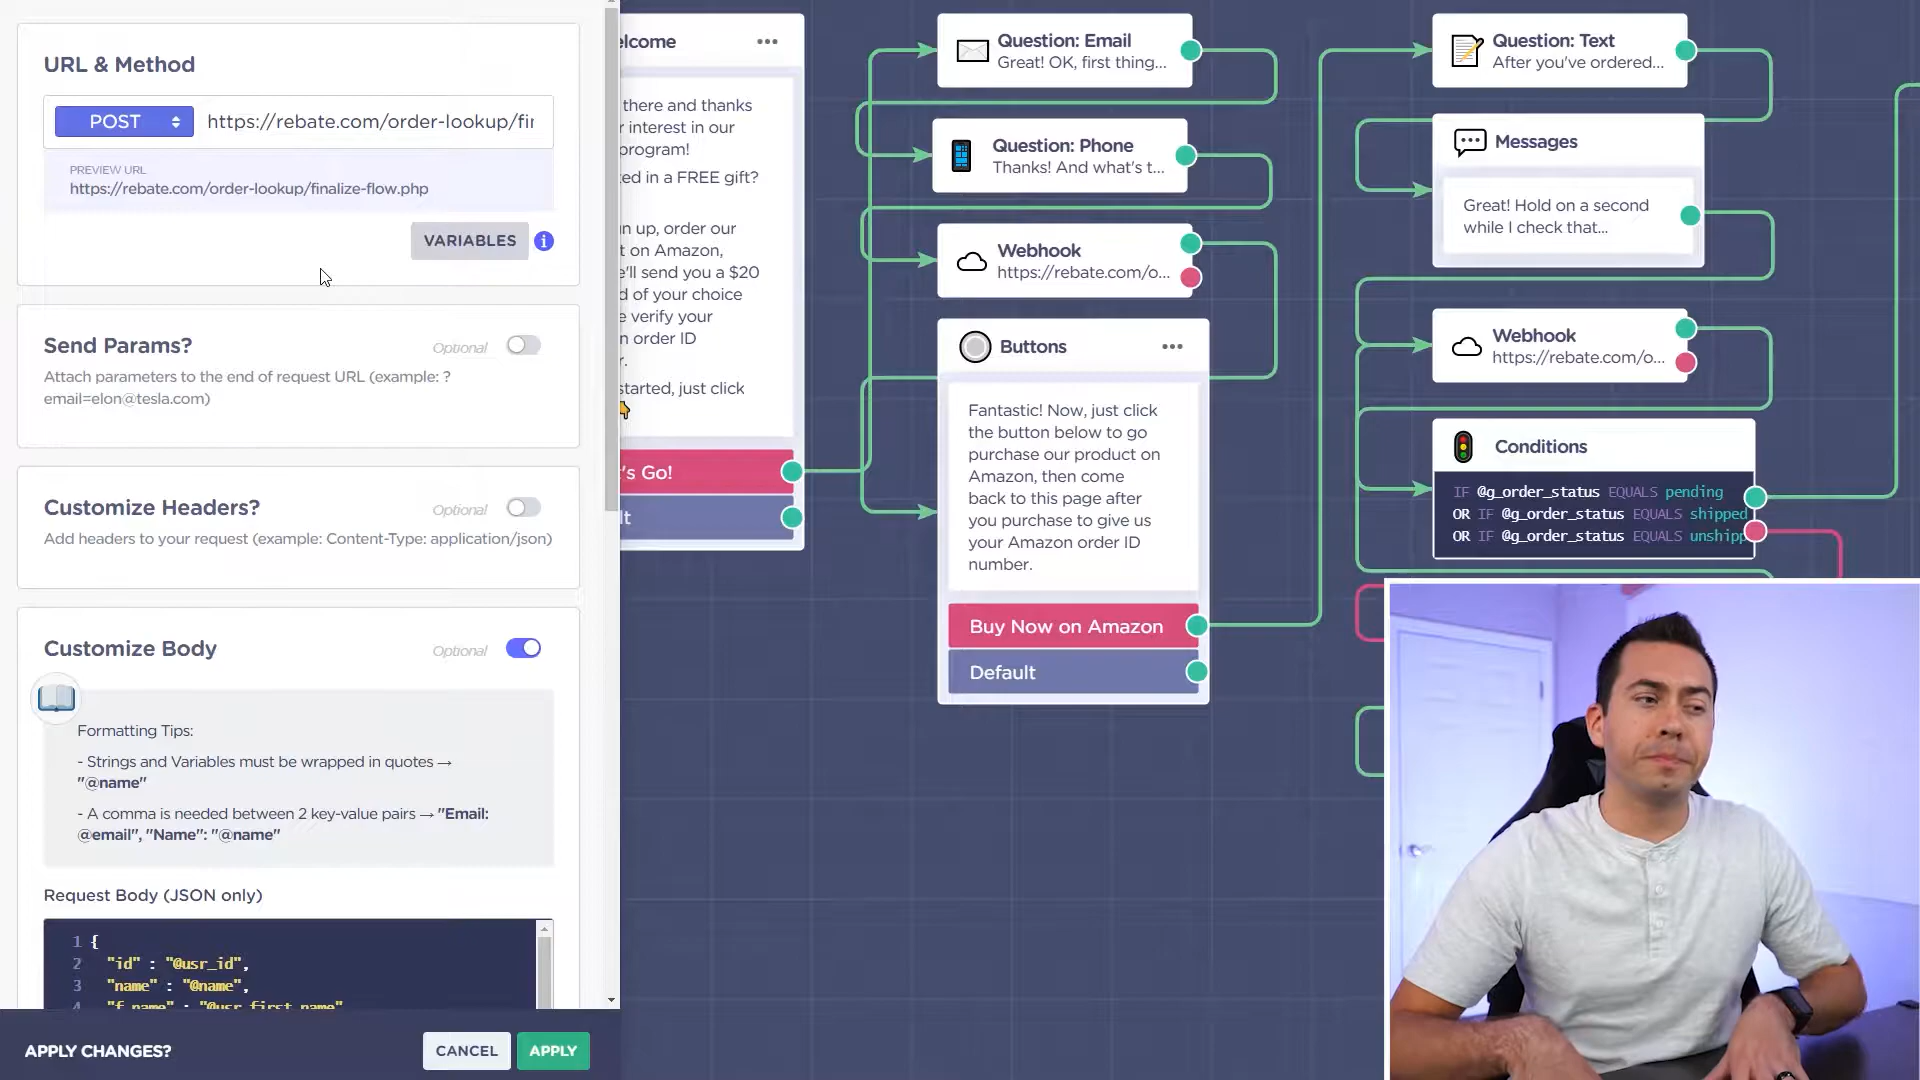 URL & Method
POST
https://rebate.com/order-lookup/fin
PREVIEW URL
https://rebate.com/order-lookup/finalize-flow.php
VARIABLES
i
Send Params?
Optional
Attach parameters to the end of request URL (example: ?
email=elon@tesla.com)
Customize Headers?
Optional
Add headers to your request (example: Content-Type: application/json)
Customize Body
Optional
Formatting Tips:
- Strings and Variables must be wrapped in quotes →
"@name"
- A comma is needed between 2 key-value pairs → "Email:
@email", "Name": "@name"
Request Body (JSON only)
1 {
2 "id" : "@usr_id",
3 "name" : "@name",
4 "f_name" : "@usr_first_name"
APPLY CHANGES?
CANCEL
APPLY
elcome
there and thanks
r interest in our
program!
ed in a FREE gift?
n up, order our
t on Amazon,
e'll send you a $20
d of your choice
e verify your
n order ID
r.
started, just click
t's Go!
lt
Question: Email
Great! OK, first thing...
Question: Phone
Thanks! And what's t...
Webhook
https://rebate.com/o...
Buttons
Fantastic! Now, just click
the button below to go
purchase our product on
Amazon, then come
back to this page after
you purchase to give us
your Amazon order ID
number.
Buy Now on Amazon
Default
Question: Text
After you've ordered...
Messages
Great! Hold on a second
while I check that...
Webhook
https://rebate.com/o...
Conditions
IF @g_order_status EQUALS pending
OR IF @g_order_status EQUALS shipped
OR IF @g_order_status EQUALS unshipp